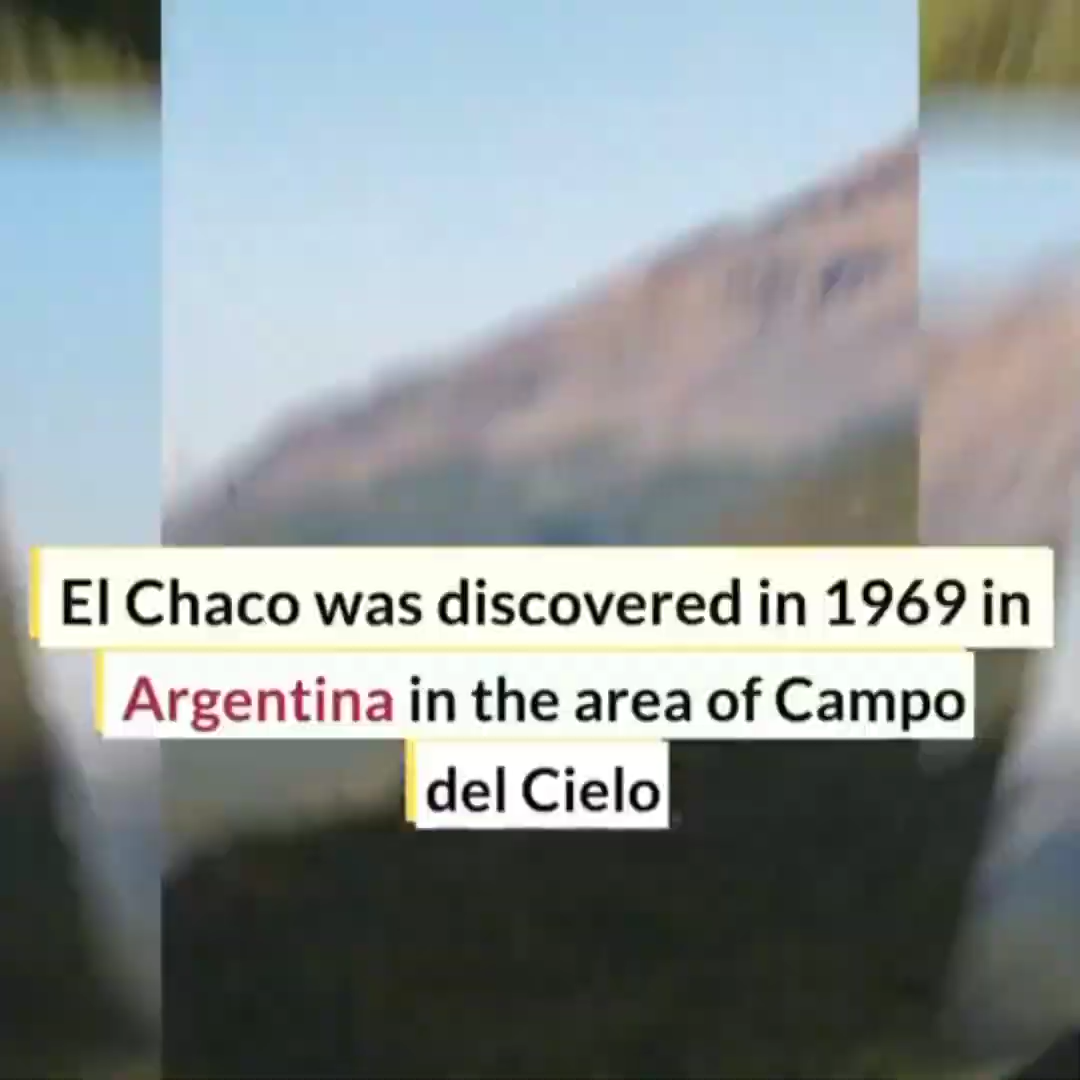 El Chaco was discovered in 1969 in
Argentina in the area of Campo
del Cielo